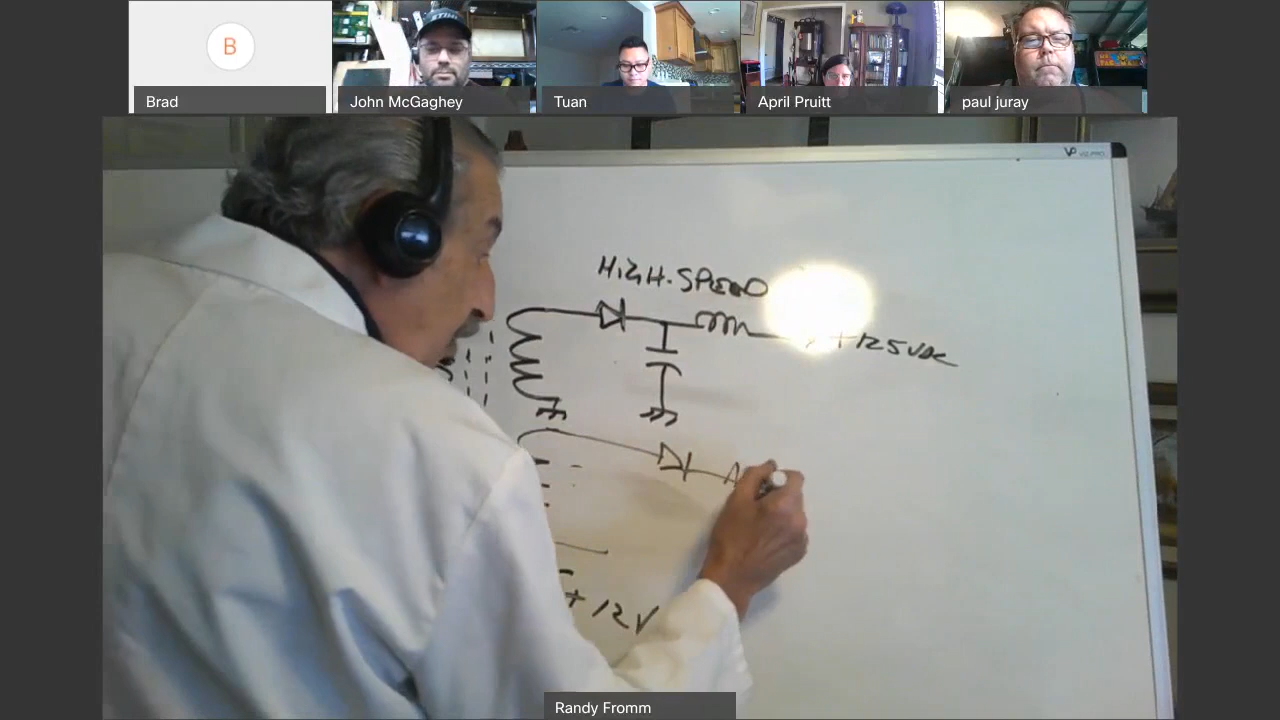 B
Brad
John McGaghey
Tuan
April Pruitt
paul juray
HIGH-SPEED
+125VDC
+12V
Randy Fromm